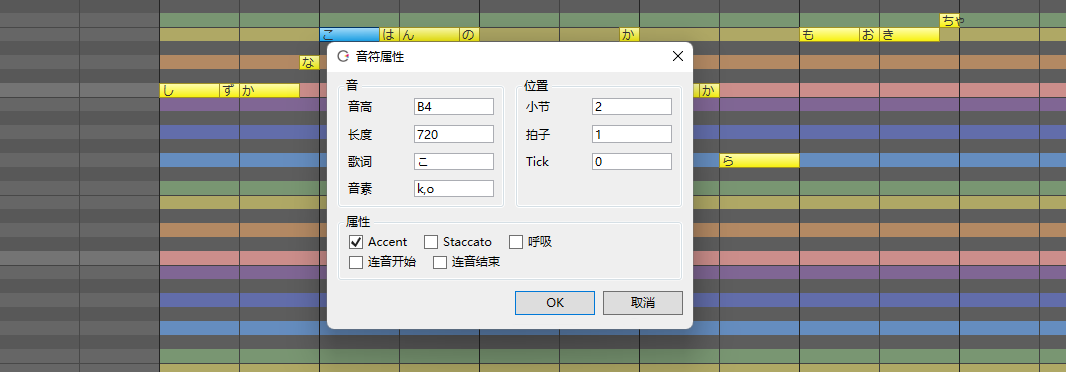 ちゃ
こ は ん の か も お き
な
し ず か か
ら
音符属性
音
音高 B4
长度 720
歌词 こ
音素 k,o
位置
小节 2
拍子 1
Tick 0
属性
Accent Staccato 呼吸
连音开始 连音结束
OK 取消